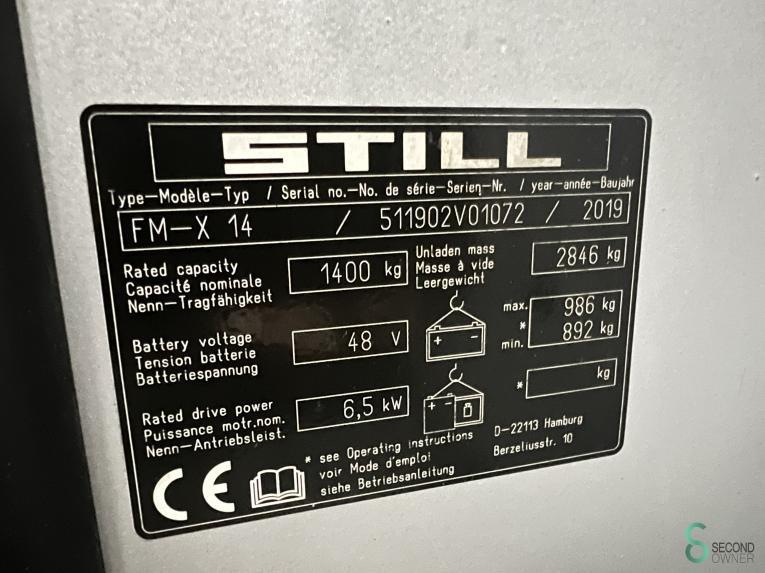 STILL
Type-Modèle-Typ / Serial no.-No. de série-Serien-Nr. / year-année-Baujahr
FM-X 14 / 511902V01072 / 2019
Rated capacity
Capacité nominale
Nenn-Tragfähigkeit
1400 kg
Unladen mass
Masse à vide
Leergewicht
2846 kg
Battery voltage
Tension batterie
Batteriespannung
48 V
+ -
max. 986 kg
*
min. 892 kg
Rated drive power
Puissance motr.nom.
Nenn-Antriebsleist.
6,5 kW
+ -
* kg
* see Operating instructions
voir Mode d'emploi
siehe Betriebsanleitung
D-22113 Hamburg
Berzeliusstr. 10
CE
SECOND
OWNER